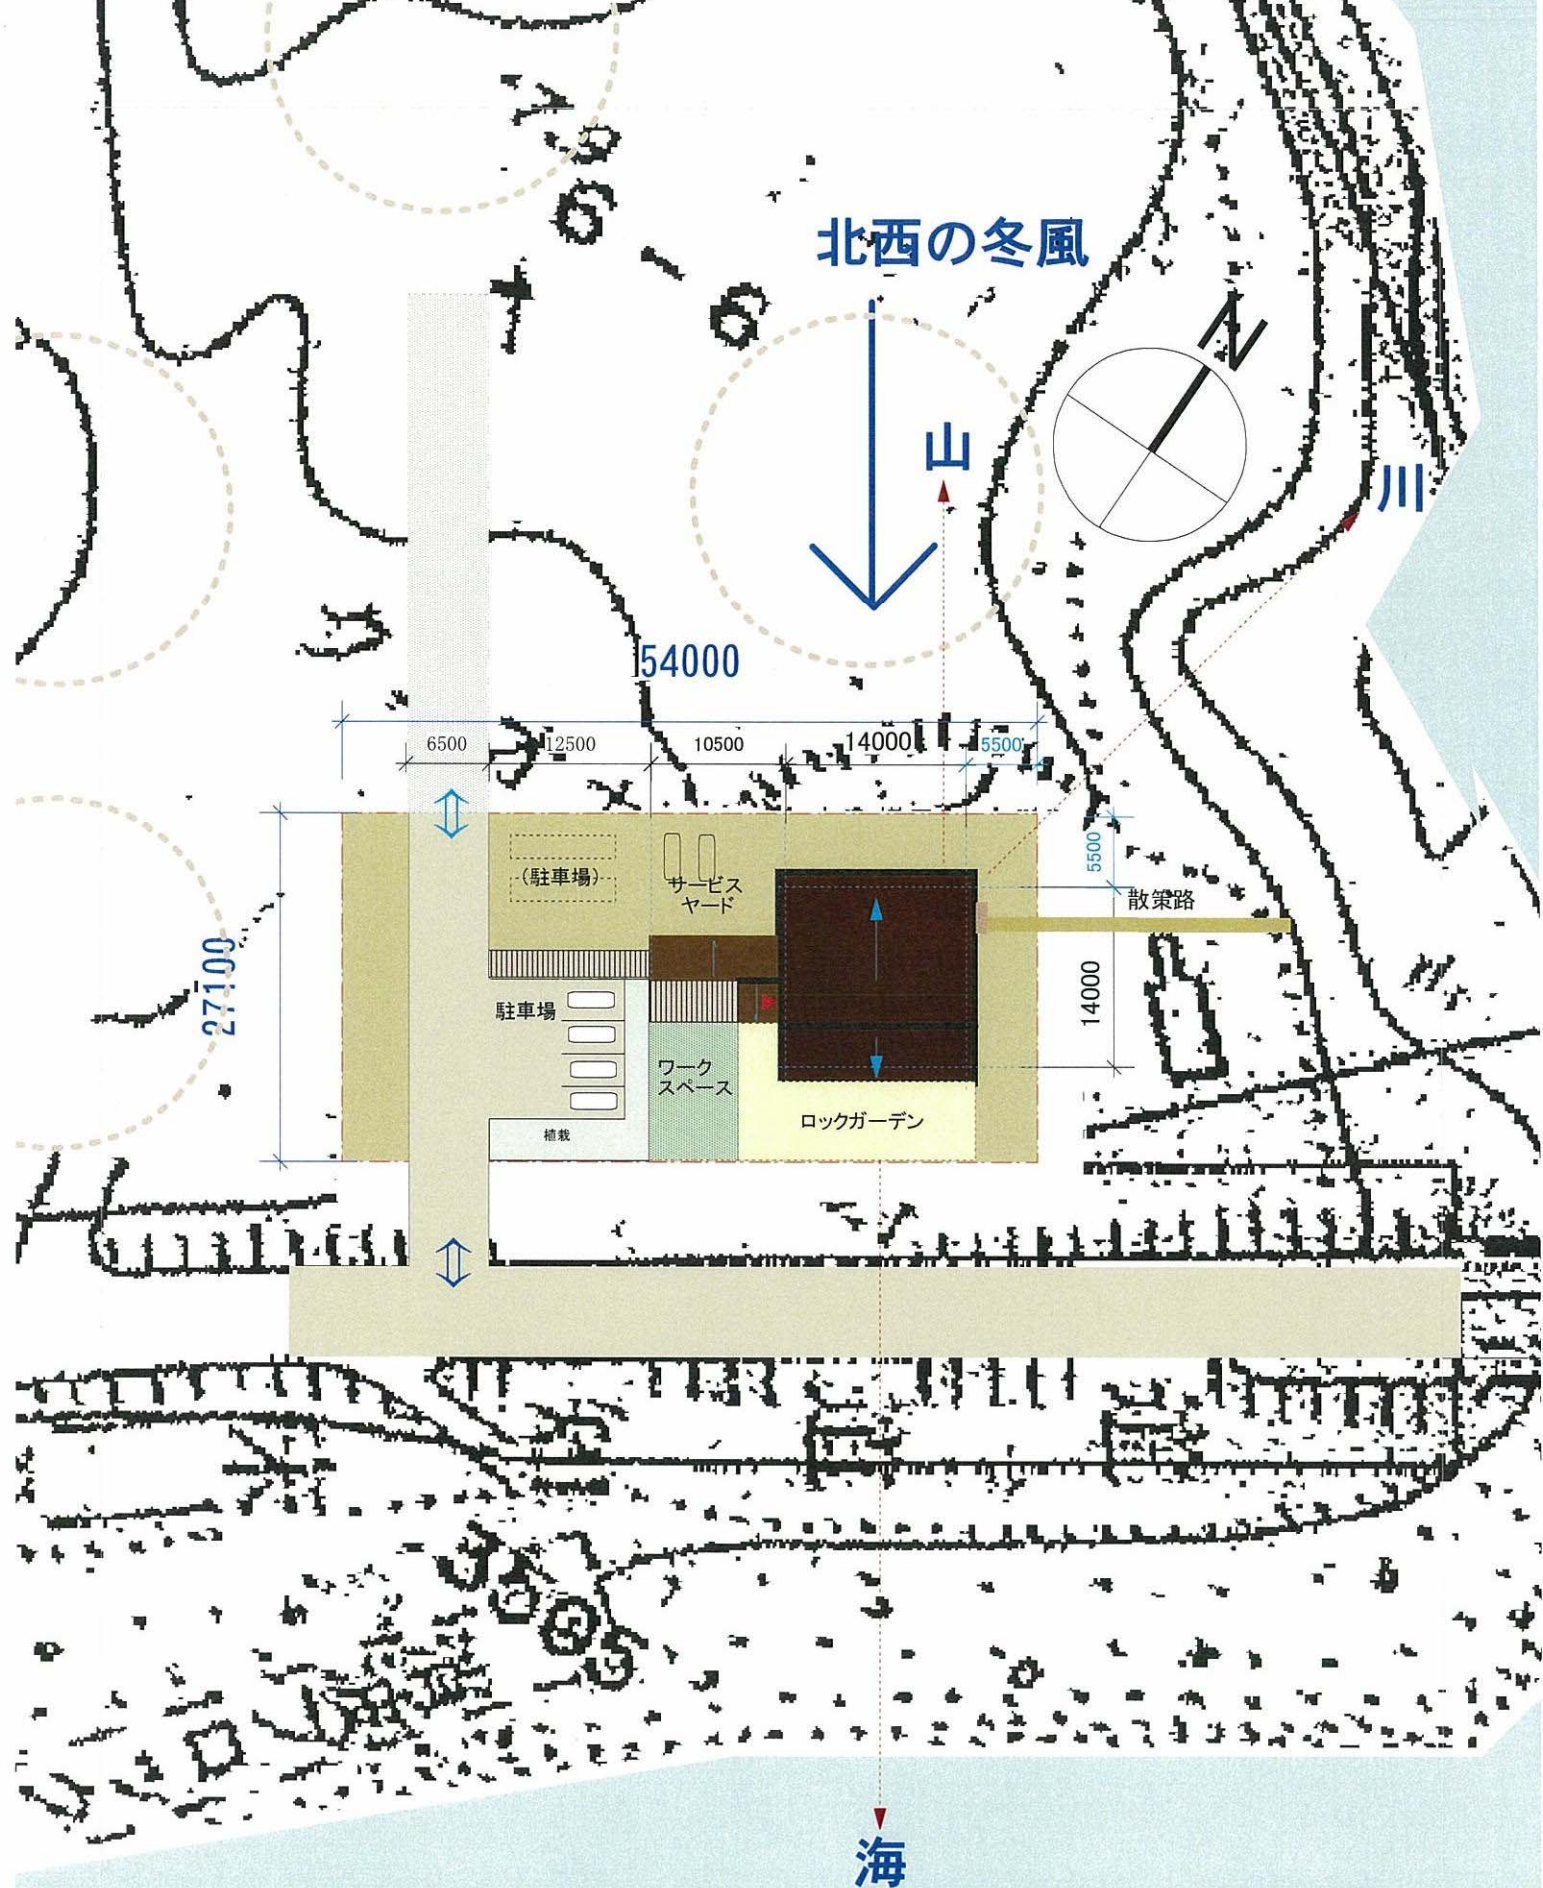 北西の冬風
N
山
川
54000
6500
12500
10500
14000
5500
5500
(駐車場)
サービス
ヤード
散策路
27100
14000
駐車場
ワーク
スペース
ロックガーデン
植栽
海